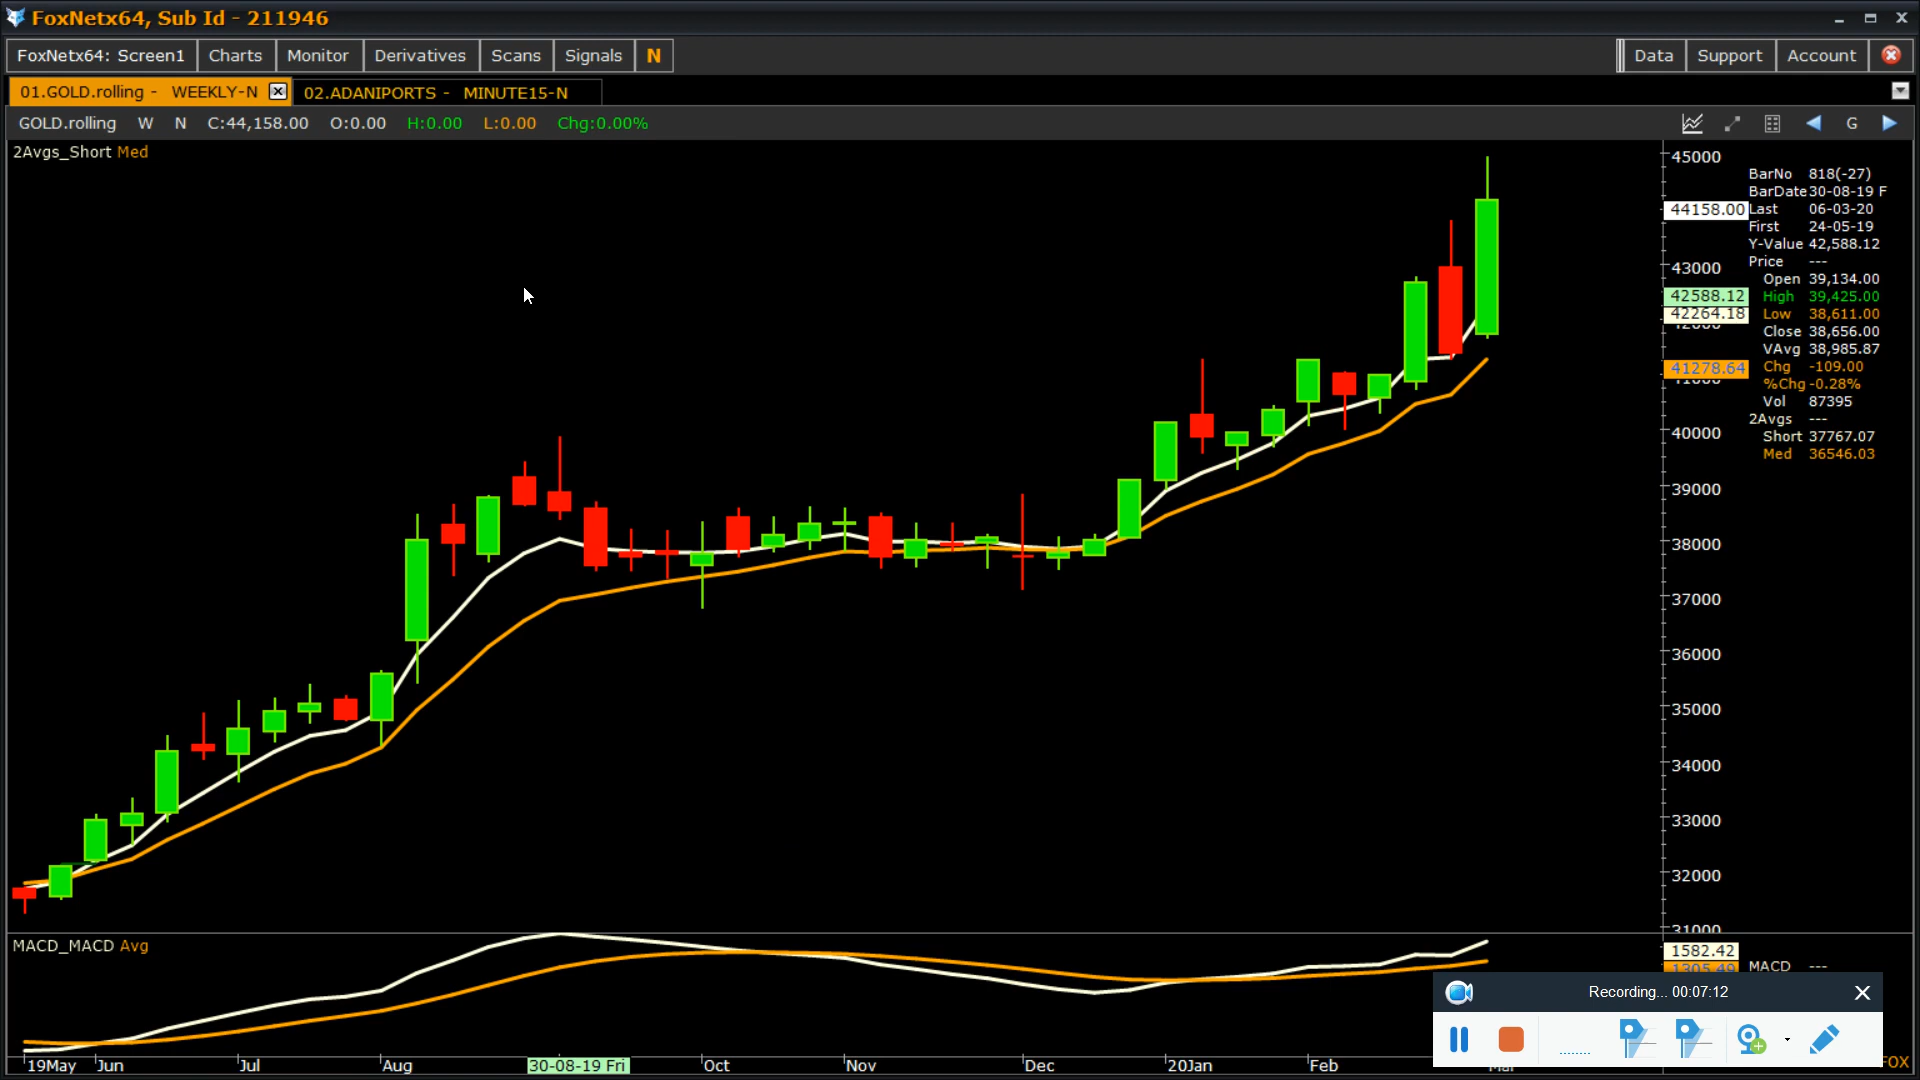 FoxNetx64, Sub Id - 211946
FoxNetx64: Screen1 Charts Monitor Derivatives Scans Signals N Data Support Account
01.GOLD.rolling - WEEKLY-N 02.ADANIPORTS - MINUTE15-N
GOLD.rolling W N C:44,158.00 O:0.00 H:0.00 L:0.00 Chg:0.00% G
2Avgs_Short Med
45000
44158.00
43000
42588.12
42264.18
41278.64
40000
39000
38000
37000
36000
35000
34000
33000
32000
31000
BarNo 818(-27)
BarDate 30-08-19 F
Last 06-03-20
First 24-05-19
Y-Value 42,588.12
Price ---
Open 39,134.00
High 39,425.00
Low 38,611.00
Close 38,656.00
VAvg 38,985.87
Chg -109.00
%Chg -0.28%
Vol 87395
2Avgs ---
Short 37767.07
Med 36546.03
MACD_MACD Avg
1582.42
1305.49
MACD ---
Recording... 00:07:12
19May Jun Jul Aug 30-08-19 Fri Oct Nov Dec 20Jan Feb